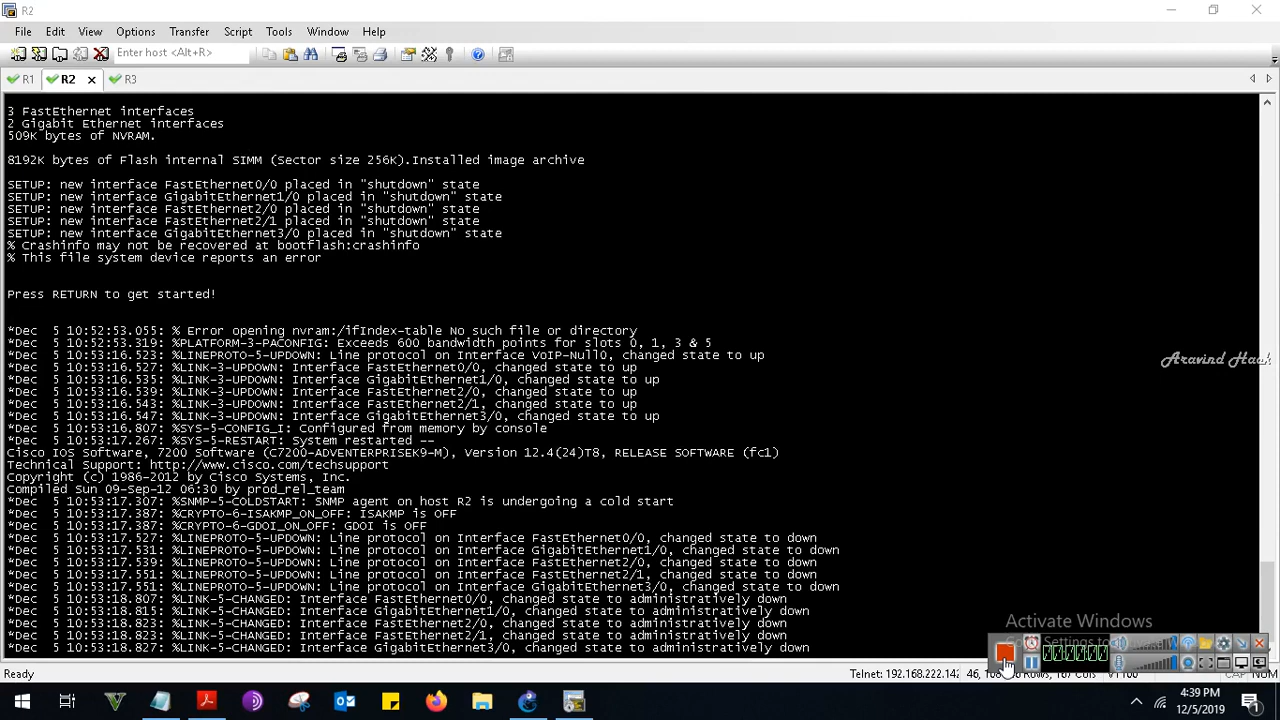 R2
File Edit View Options Transfer Script Tools Window Help
Enter host <Alt+R>
R1 R2 R3
3 FastEthernet interfaces
2 Gigabit Ethernet interfaces
509K bytes of NVRAM.
8192K bytes of Flash internal SIMM (Sector size 256K).Installed image archive
SETUP: new interface FastEthernet0/0 placed in "shutdown" state
SETUP: new interface GigabitEthernet1/0 placed in "shutdown" state
SETUP: new interface FastEthernet2/0 placed in "shutdown" state
SETUP: new interface FastEthernet2/1 placed in "shutdown" state
SETUP: new interface GigabitEthernet3/0 placed in "shutdown" state
% Crashinfo may not be recovered at bootflash:crashinfo
% This file system device reports an error
Press RETURN to get started!
*Dec  5 10:52:53.055: % Error opening nvram:/ifIndex-table No such file or directory
*Dec  5 10:52:53.319: %PLATFORM-3-PACONFIG: Exceeds 600 bandwidth points for slots 0, 1, 3 & 5
*Dec  5 10:53:16.523: %LINEPROTO-5-UPDOWN: Line protocol on Interface VoIP-Null0, changed state to up
*Dec  5 10:53:16.527: %LINK-3-UPDOWN: Interface FastEthernet0/0, changed state to up
*Dec  5 10:53:16.535: %LINK-3-UPDOWN: Interface GigabitEthernet1/0, changed state to up
*Dec  5 10:53:16.539: %LINK-3-UPDOWN: Interface FastEthernet2/0, changed state to up
*Dec  5 10:53:16.543: %LINK-3-UPDOWN: Interface FastEthernet2/1, changed state to up
*Dec  5 10:53:16.547: %LINK-3-UPDOWN: Interface GigabitEthernet3/0, changed state to up
*Dec  5 10:53:16.807: %SYS-5-CONFIG_I: Configured from memory by console
*Dec  5 10:53:17.267: %SYS-5-RESTART: System restarted --
Cisco IOS Software, 7200 Software (C7200-ADVENTERPRISEK9-M), Version 12.4(24)T8, RELEASE SOFTWARE (fc1)
Technical Support: http://www.cisco.com/techsupport
Copyright (c) 1986-2012 by Cisco Systems, Inc.
Compiled Sun 09-Sep-12 06:30 by prod_rel_team
*Dec  5 10:53:17.307: %SNMP-5-COLDSTART: SNMP agent on host R2 is undergoing a cold start
*Dec  5 10:53:17.387: %CRYPTO-6-ISAKMP_ON_OFF: ISAKMP is OFF
*Dec  5 10:53:17.387: %CRYPTO-6-GDOI_ON_OFF: GDOI is OFF
*Dec  5 10:53:17.527: %LINEPROTO-5-UPDOWN: Line protocol on Interface FastEthernet0/0, changed state to down
*Dec  5 10:53:17.531: %LINEPROTO-5-UPDOWN: Line protocol on Interface GigabitEthernet1/0, changed state to down
*Dec  5 10:53:17.539: %LINEPROTO-5-UPDOWN: Line protocol on Interface FastEthernet2/0, changed state to down
*Dec  5 10:53:17.551: %LINEPROTO-5-UPDOWN: Line protocol on Interface FastEthernet2/1, changed state to down
*Dec  5 10:53:17.551: %LINEPROTO-5-UPDOWN: Line protocol on Interface GigabitEthernet3/0, changed state to down
*Dec  5 10:53:18.807: %LINK-5-CHANGED: Interface FastEthernet0/0, changed state to administratively down
*Dec  5 10:53:18.815: %LINK-5-CHANGED: Interface GigabitEthernet1/0, changed state to administratively down
*Dec  5 10:53:18.823: %LINK-5-CHANGED: Interface FastEthernet2/0, changed state to administratively down
*Dec  5 10:53:18.823: %LINK-5-CHANGED: Interface FastEthernet2/1, changed state to administratively down
*Dec  5 10:53:18.827: %LINK-5-CHANGED: Interface GigabitEthernet3/0, changed state to administratively down
Aravind
Activate Windows
Settings to
Ready
Telnet: 192.168.222.142 46, Rows, 167 Cols VT100 CAP NUM
4:39 PM
12/5/2019
1